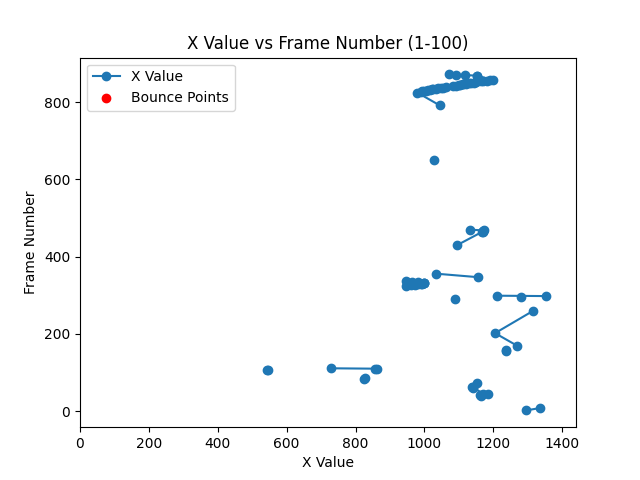 X Value vs Frame Number (1-100)
X Value
Bounce Points
Frame Number
800
600
400
200
0
0 200 400 600 800 1000 1200 1400
X Value